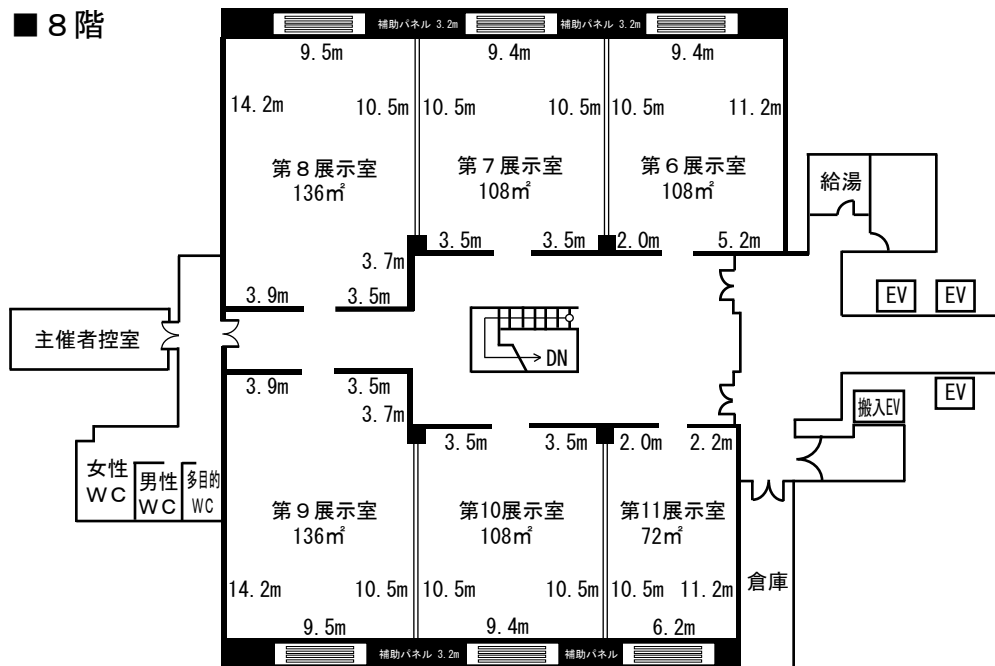 ■８階
補助パネル 3.2m
補助パネル 3.2m
9.5m
9.4m
9.4m
14.2m
10.5m
10.5m
10.5m
10.5m
11.2m
第８展示室
136㎡
第７展示室
108㎡
第６展示室
108㎡
給湯
3.5m
3.5m
2.0m
5.2m
3.7m
3.9m
3.5m
EV
EV
主催者控室
DN
3.9m
3.5m
3.7m
EV
搬入EV
3.5m
3.5m
2.0m
2.2m
女性
ＷＣ
男性
ＷＣ
多目的
WC
第９展示室
136㎡
第10展示室
108㎡
第11展示室
72㎡
倉庫
14.2m
10.5m
10.5m
10.5m
10.5m
11.2m
9.5m
9.4m
6.2m
補助パネル 3.2m
補助パネル